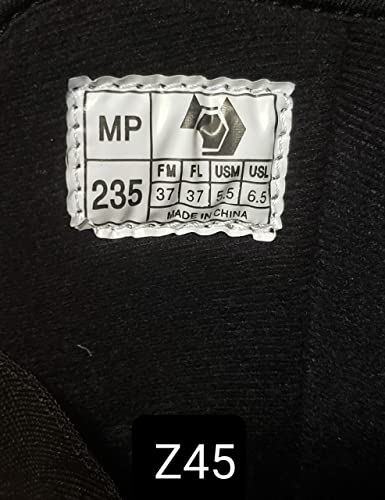 MP
235
FM FL USM USL
37 37 5.5 6.5
MADE IN CHINA
Z45